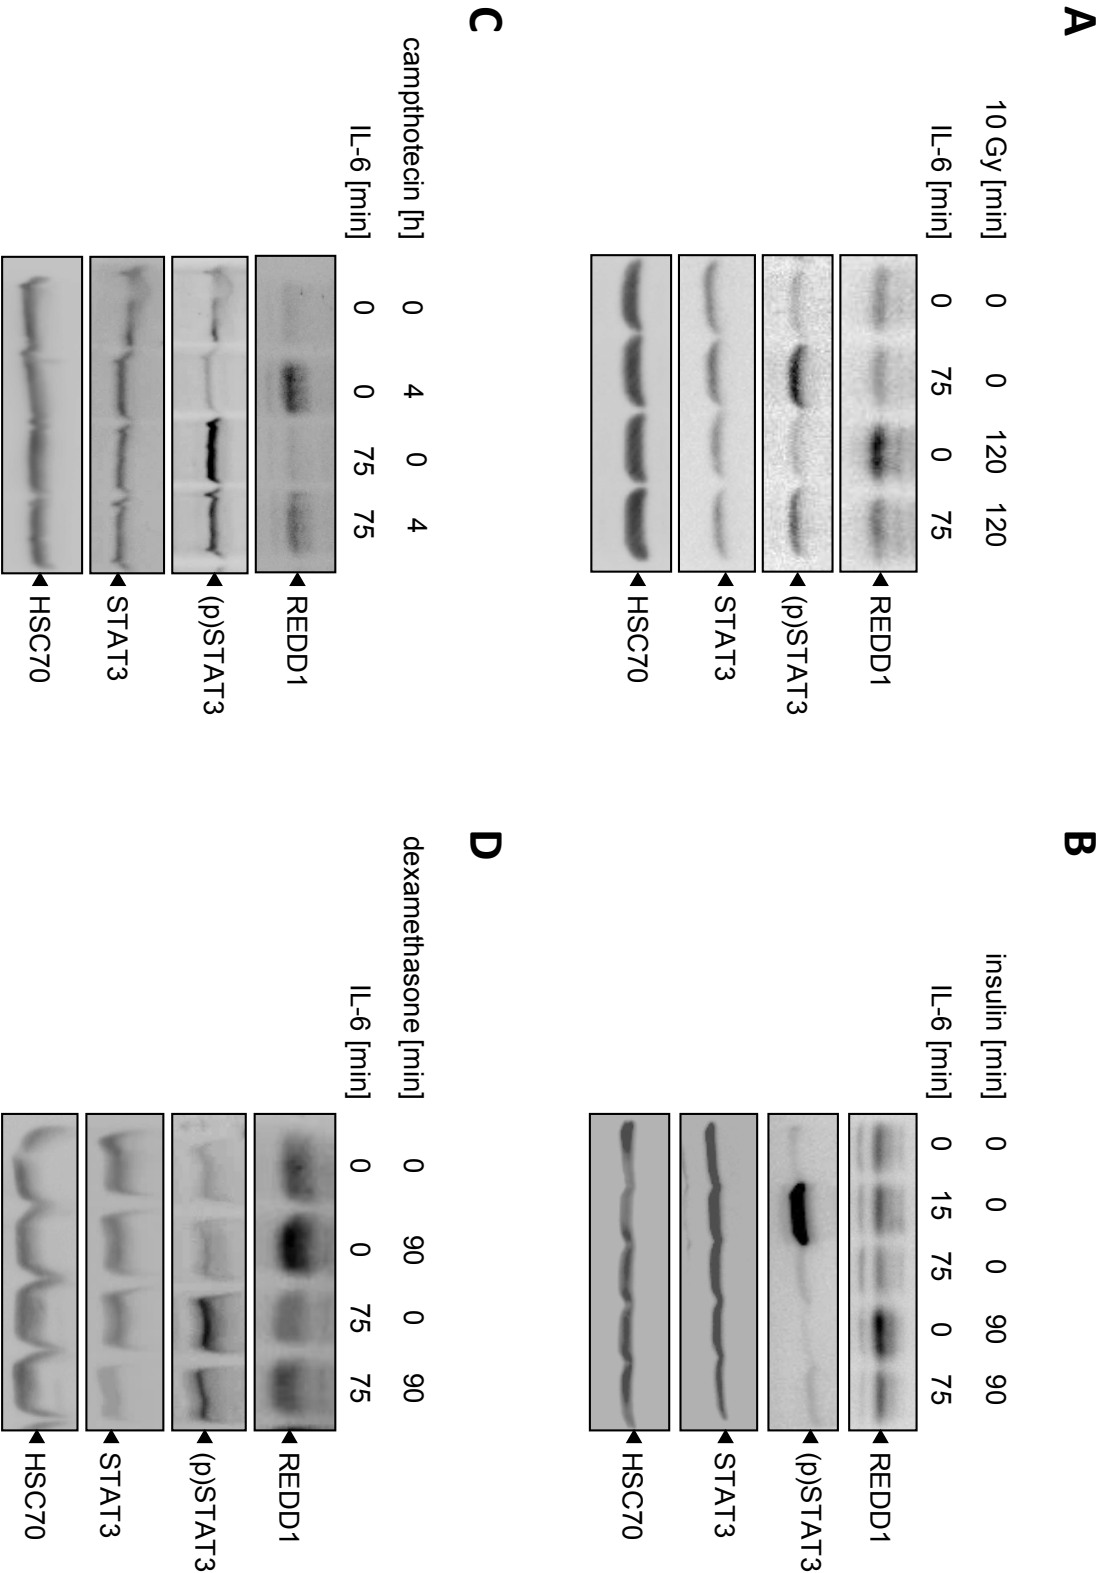 A
10 Gy [min] 0 0 120 120
IL-6 [min] 0 75 0 75
REDD1
(p)STAT3
STAT3
HSC70
B
insulin [min] 0 0 0 90 90
IL-6 [min] 0 15 75 0 75
REDD1
(p)STAT3
STAT3
HSC70
C
campthotecin [h] 0 4 0 4
IL-6 [min] 0 0 75 75
REDD1
(p)STAT3
STAT3
HSC70
D
dexamethasone [min] 0 90 0 90
IL-6 [min] 0 0 75 75
REDD1
(p)STAT3
STAT3
HSC70